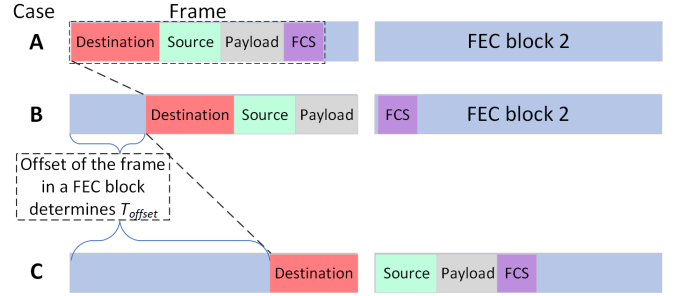 Case Frame
A Destination Source Payload FCS FEC block 2
B Destination Source Payload FCS FEC block 2
Offset of the frame
in a FEC block
determines Toffset
C Destination Source Payload FCS